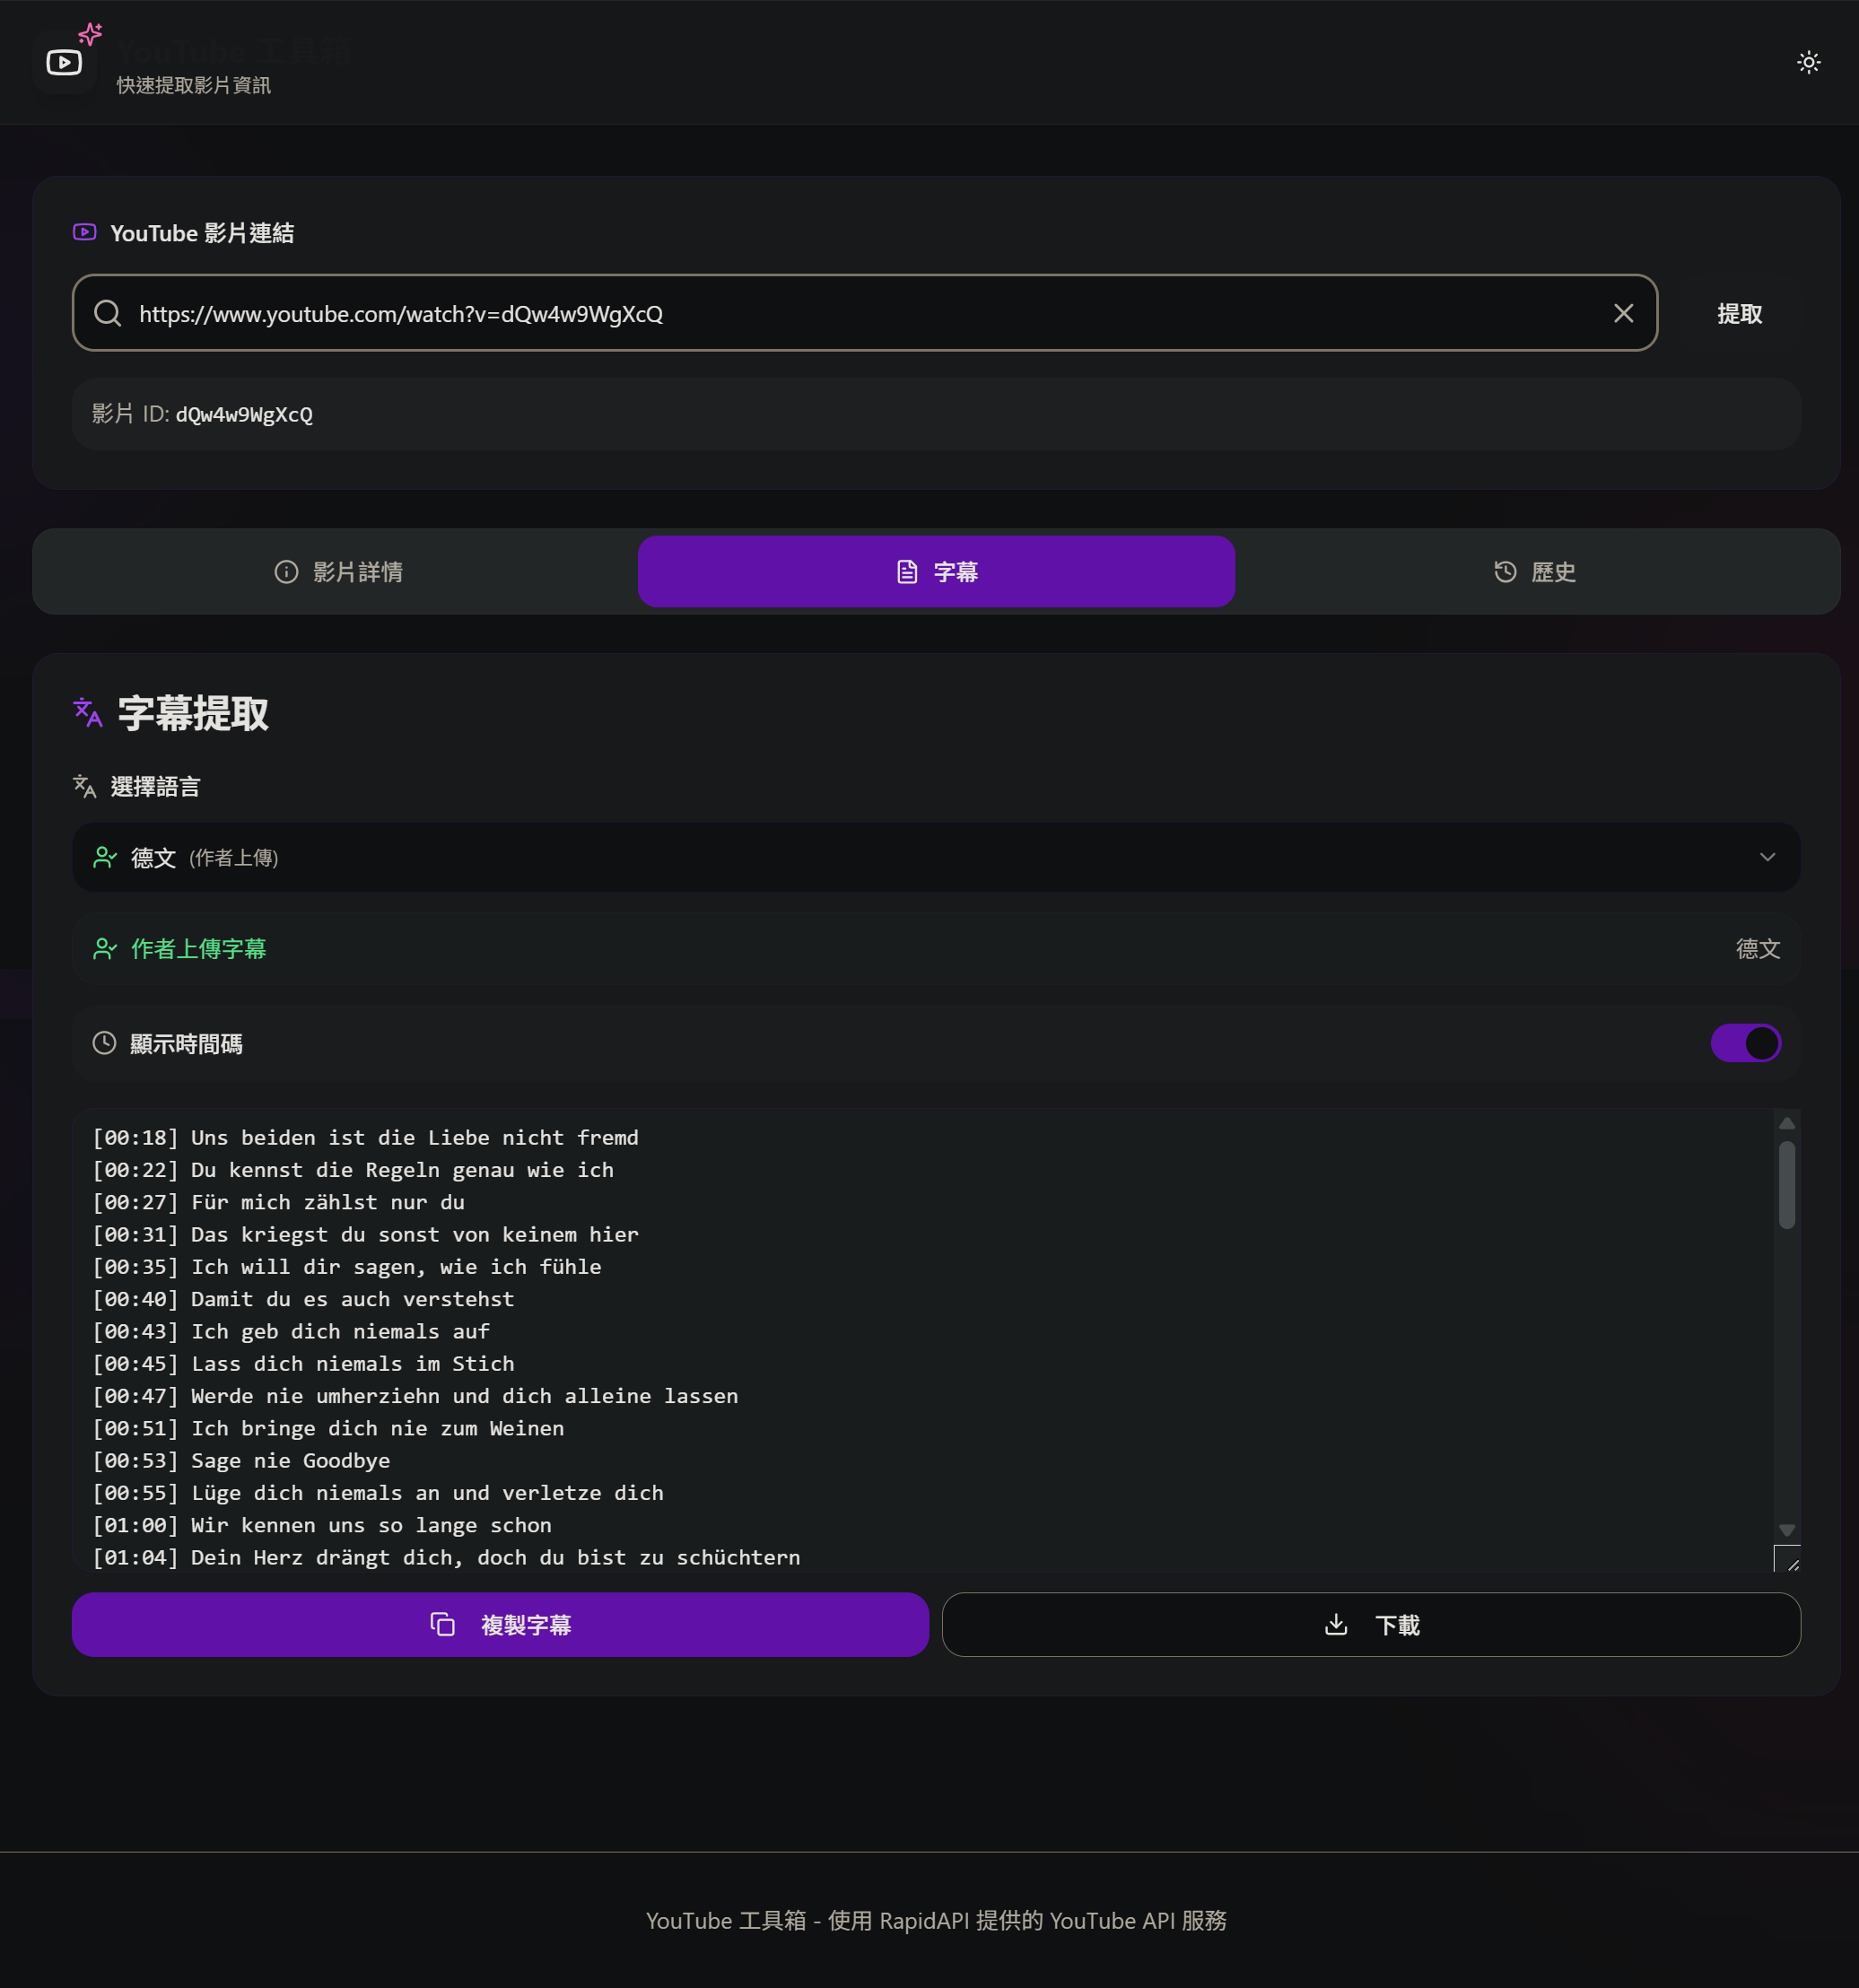 YouTube 工具箱
快速提取影片資訊
YouTube 影片連結
https://www.youtube.com/watch?v=dQw4w9WgXcQ
提取
影片 ID: dQw4w9WgXcQ
影片詳情
字幕
歷史
字幕提取
選擇語言
德文 (作者上傳)
作者上傳字幕
德文
顯示時間碼
[00:18] Uns beiden ist die Liebe nicht fremd
[00:22] Du kennst die Regeln genau wie ich
[00:27] Für mich zählst nur du
[00:31] Das kriegst du sonst von keinem hier
[00:35] Ich will dir sagen, wie ich fühle
[00:40] Damit du es auch verstehst
[00:43] Ich geb dich niemals auf
[00:45] Lass dich niemals im Stich
[00:47] Werde nie umherziehn und dich alleine lassen
[00:51] Ich bringe dich nie zum Weinen
[00:53] Sage nie Goodbye
[00:55] Lüge dich niemals an und verletze dich
[01:00] Wir kennen uns so lange schon
[01:04] Dein Herz drängt dich, doch du bist zu schüchtern
複製字幕
下載
YouTube 工具箱 - 使用 RapidAPI 提供的 YouTube API 服務